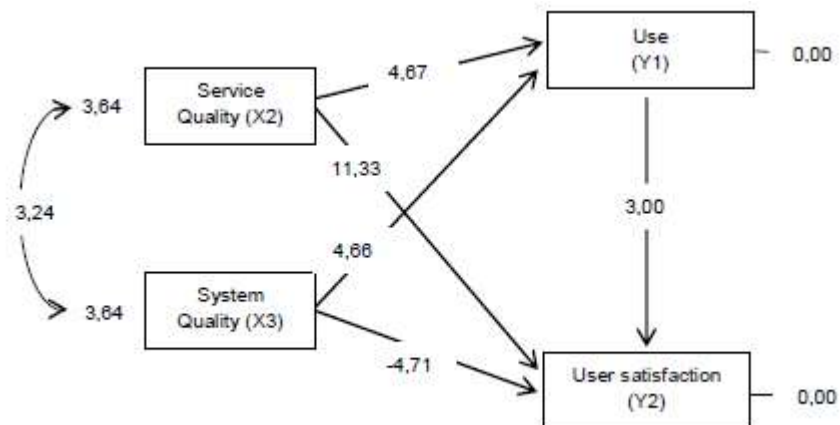 Use
(Y1)
0,00
4,67
Service
Quality (X2)
3,64
11,33
3,24
3,00
4,66
System
Quality (X3)
3,64
-4,71
User satisfaction
(Y2)
0,00